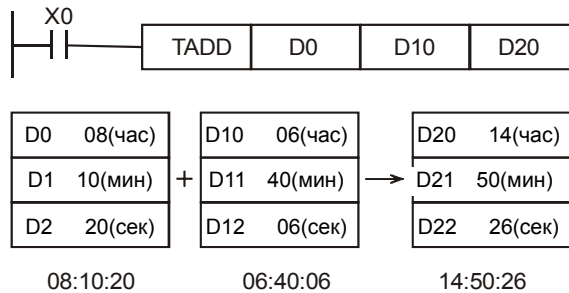 X0
TADD D0 D10 D20
D0 08(час) D10 06(час) D20 14(час)
D1 10(мин) + D11 40(мин) D21 50(мин)
D2 20(сек) D12 06(сек) D22 26(сек)
08:10:20 06:40:06 14:50:26